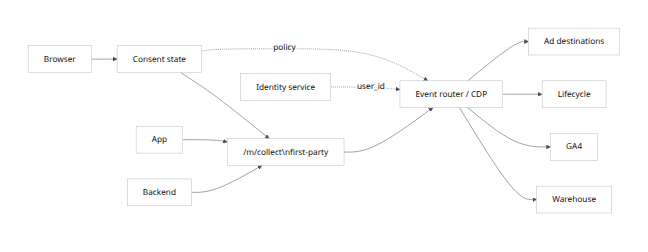 Browser
Consent state
policy
Identity service
user_id
Event router / CDP
Ad destinations
Lifecycle
GA4
Warehouse
App
/m/collect\nfirst-party
Backend